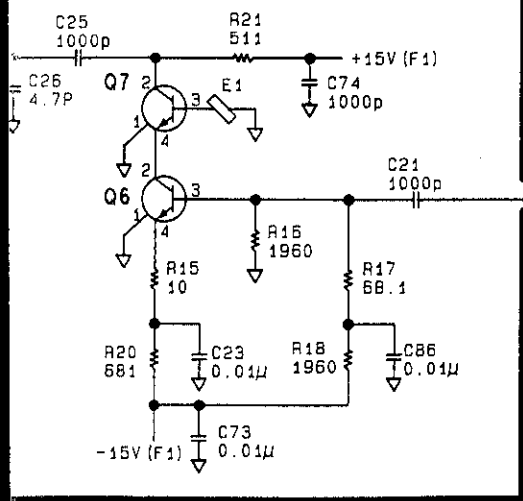 C25
1000p
R21
511
+15V(F1)
C26
4.7P
Q7
2
E1
3
C74
1000p
1
4
2
C21
1000p
Q6
3
1
4
R16
1960
R17
68.1
R15
10
R20
681
C23
0.01µ
R18
1960
C86
0.01µ
-15V(F1)
C73
0.01µ